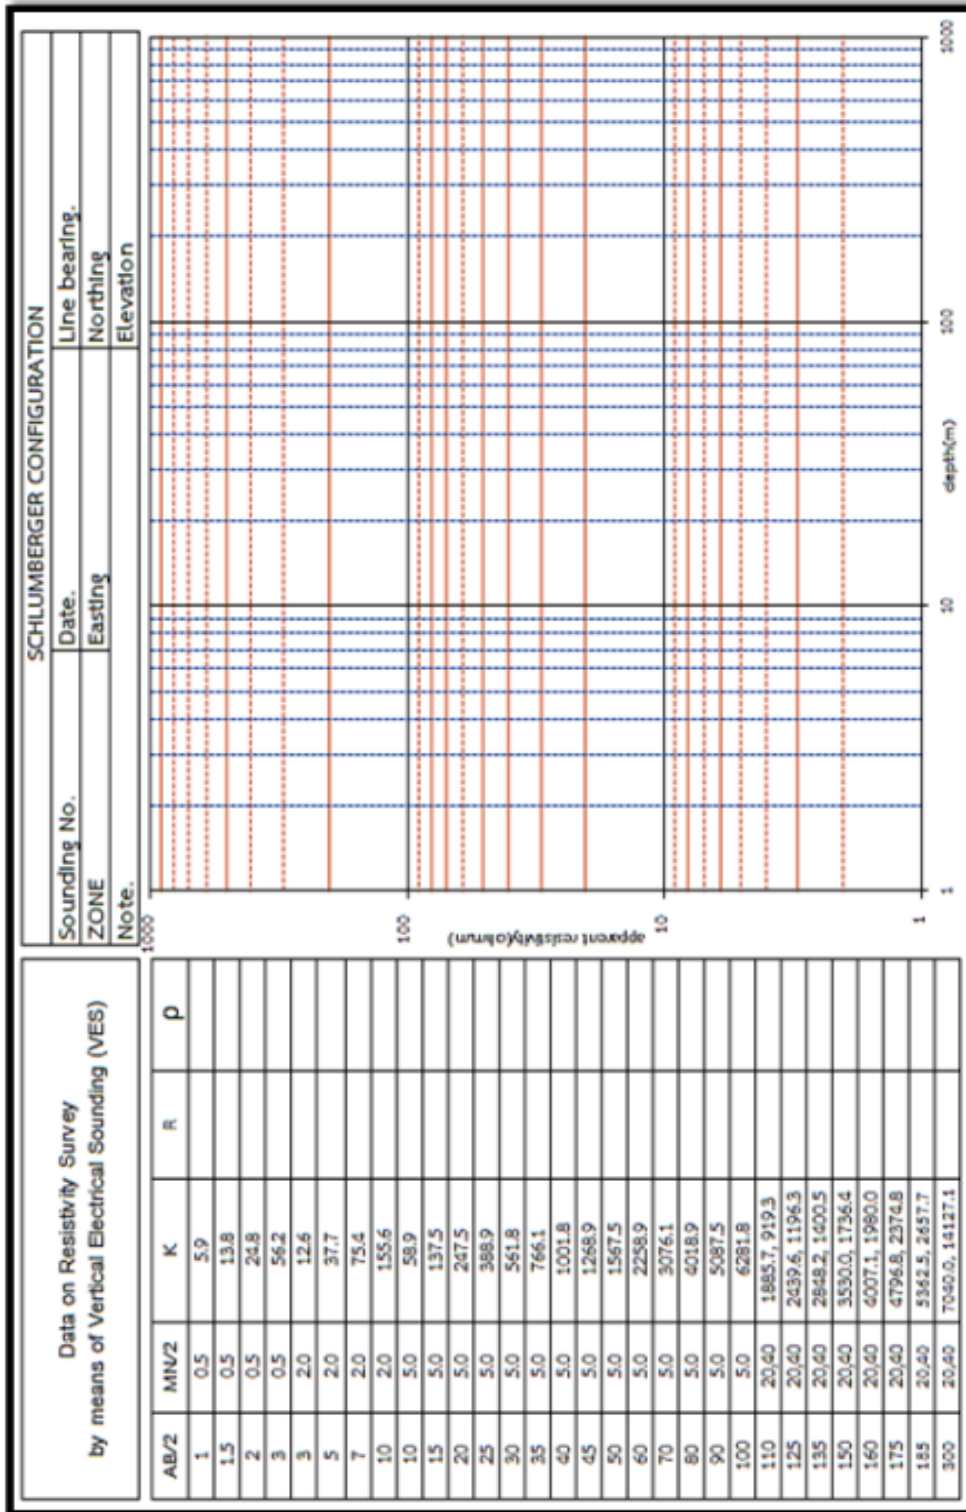 Data on Resistivity Survey
by means of Vertical Electrical Sounding (VES)
AB/2 MN/2 K R ρ
1 0.5 5.9
1.5 0.5 13.8
2 0.5 24.8
3 0.5 56.2
3 2.0 12.6
5 2.0 37.7
7 2.0 75.4
10 2.0 155.6
10 5.0 58.9
15 5.0 137.5
20 5.0 247.5
25 5.0 388.9
30 5.0 561.8
35 5.0 766.1
40 5.0 1001.8
45 5.0 1268.9
50 5.0 1567.5
60 5.0 2258.9
70 5.0 3076.1
80 5.0 4018.9
90 5.0 5087.5
100 5.0 6281.8
110 20,40 1885.7, 919.3
125 20,40 2439.6, 1196.3
135 20,40 2848.2, 1400.5
150 20,40 3530.0, 1736.4
160 20,40 4007.1, 1980.0
175 20,40 4796.8, 2374.8
185 20,40 5362.5, 2657.7
300 20,40 7040.0, 14127.1
SCHLUMBERGER CONFIGURATION
Sounding No. Date. Line bearing.
ZONE Easting Northing
Note. Elevation
1000
100
10
1
apparent resistivity(ohm.m)
1 10 100 1000
depth(m)